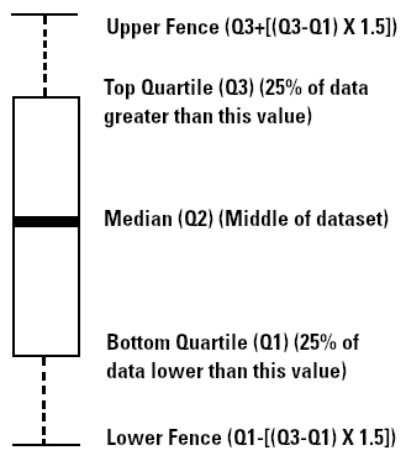 Upper Fence (Q3+[(Q3-Q1) X 1.5])
Top Quartile (Q3) (25% of data
greater than this value)
Median (Q2) (Middle of dataset)
Bottom Quartile (Q1) (25% of
data lower than this value)
Lower Fence (Q1-[(Q3-Q1) X 1.5])